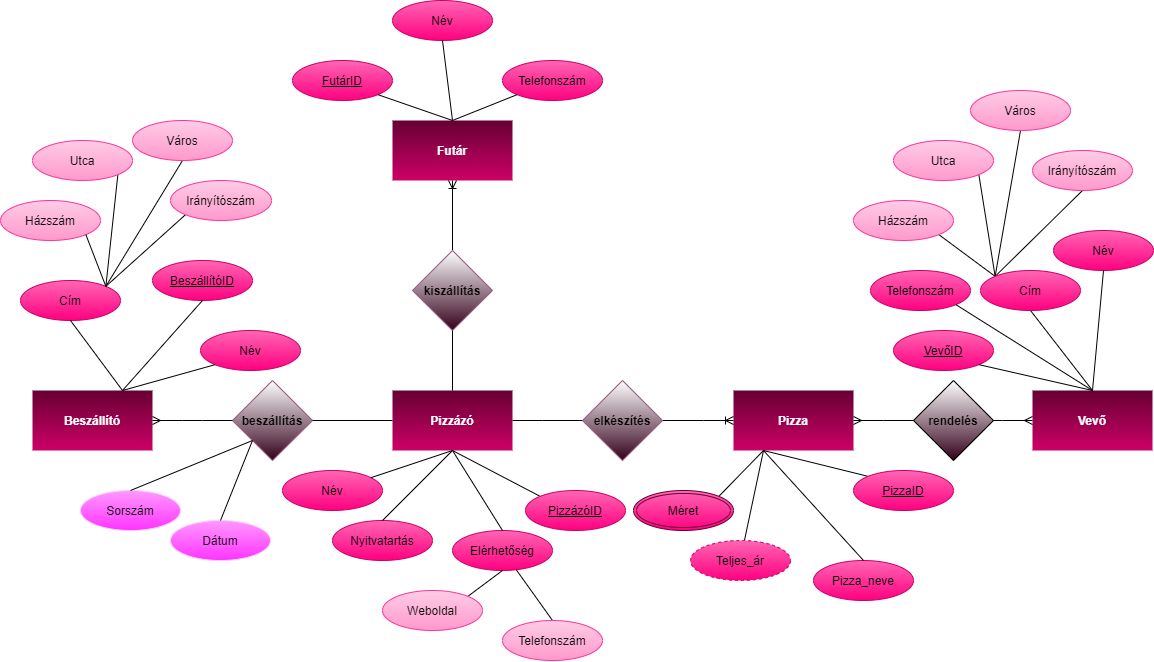 Név
FutárID
Telefonszám
Futár
Város
Utca
Irányítószám
Házszám
BeszállítóID
Cím
Név
Város
Utca
Irányítószám
Házszám
Név
Telefonszám
Cím
VevőID
kiszállítás
Beszállító
beszállítás
Pizzázó
elkészítés
Pizza
rendelés
Vevő
Sorszám
Dátum
Név
PizzázóID
Nyitvatartás
Elérhetőség
Weboldal
Telefonszám
Méret
PizzaID
Teljes_ár
Pizza_neve